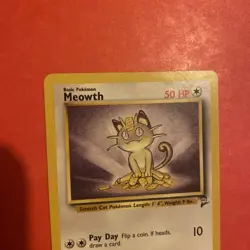 Basic Pokémon
Meowth 50 HP
Scratch Cat Pokémon Length: 1' 4", Weight: 9 lbs.
Pay Day Flip a coin. If heads, 10
draw a card.